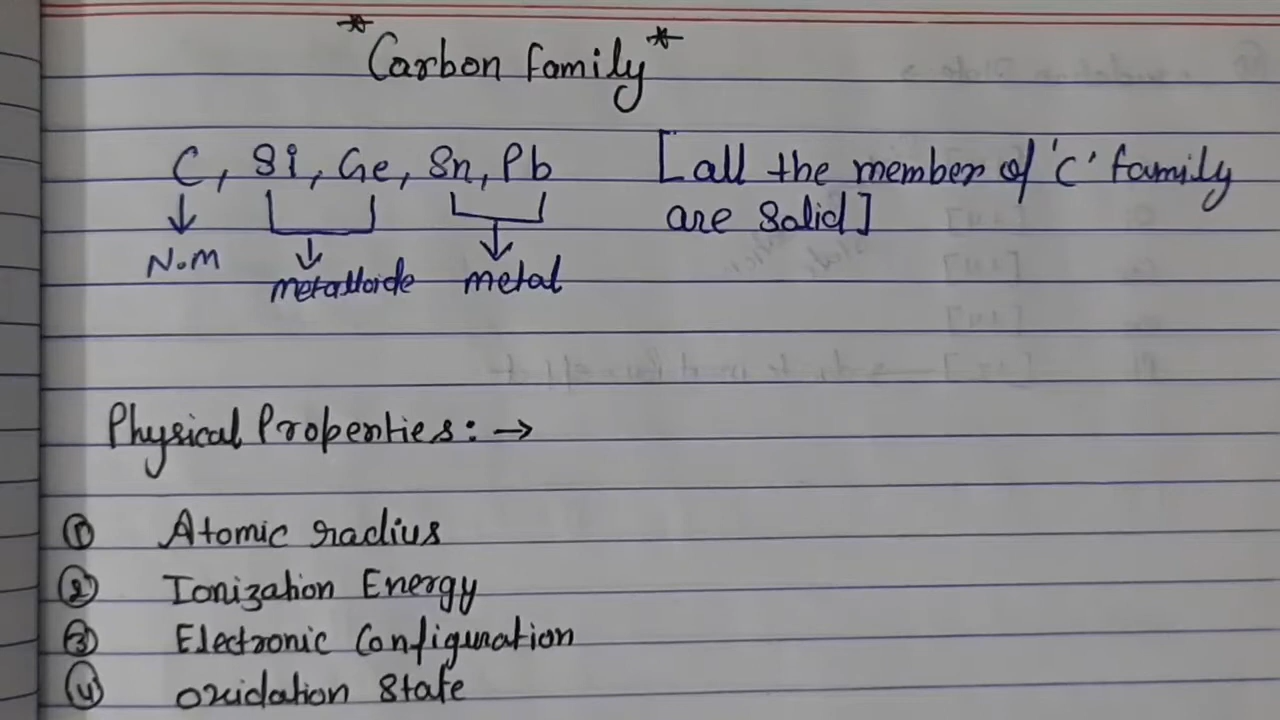 *Carbon family*
C, Si, Ge, Sn, Pb [all the member of 'C' family
are solid]
N.M metalloide metal
Physical Properties: →
① Atomic radius
② Ionization Energy
③ Electronic Configuration
④ oxidation State